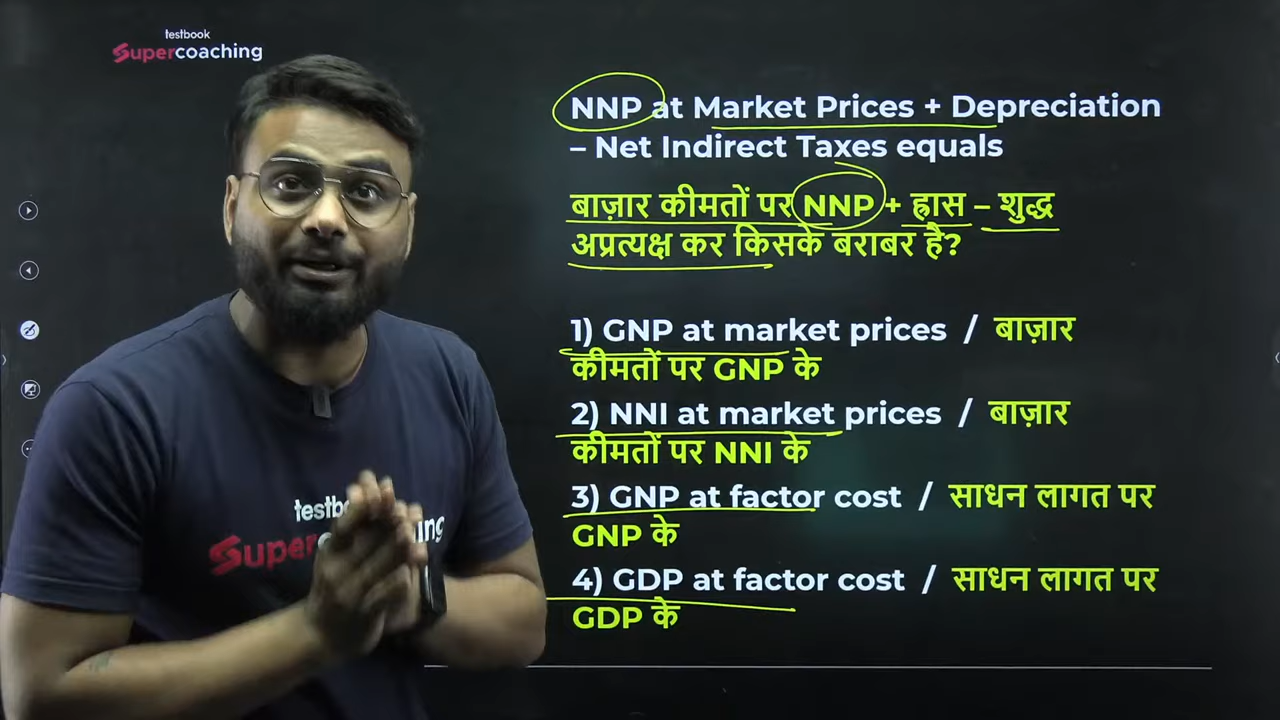 testbook
Supercoaching
NNP at Market Prices + Depreciation
– Net Indirect Taxes equals
बाज़ार कीमतों पर NNP + ह्रास – शुद्ध
अप्रत्यक्ष कर किसके बराबर है?
1) GNP at market prices / बाज़ार
कीमतों पर GNP के
2) NNI at market prices / बाज़ार
कीमतों पर NNI के
3) GNP at factor cost / साधन लागत पर
GNP के
4) GDP at factor cost / साधन लागत पर
GDP के